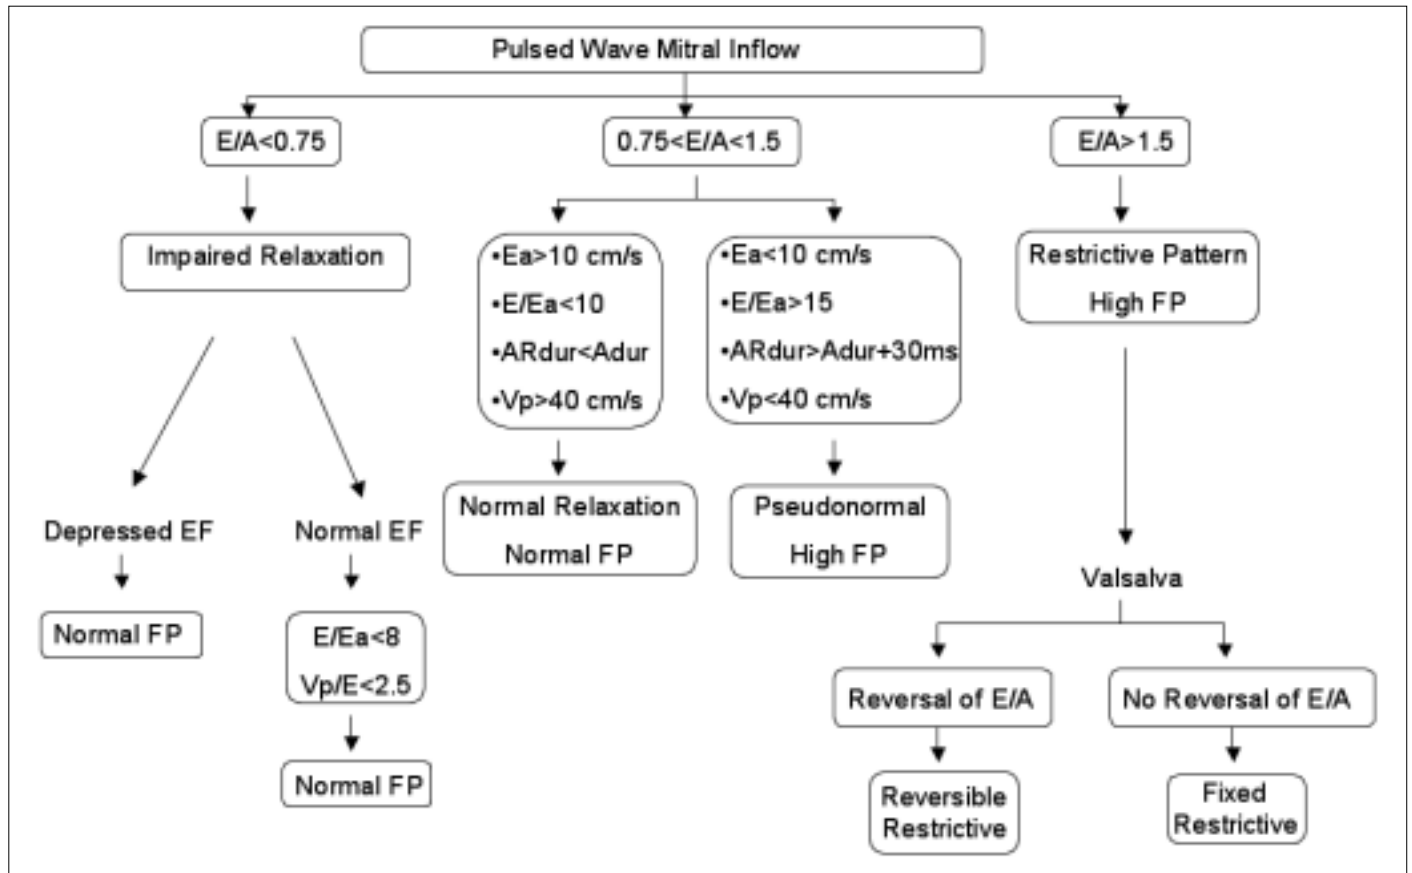 Pulsed Wave Mitral Inflow
E/A<0.75
0.75<E/A<1.5
E/A>1.5
Impaired Relaxation
•Ea>10 cm/s
•E/Ea<10
•ARdur<Adur
•Vp>40 cm/s
•Ea<10 cm/s
•E/Ea>15
•ARdur>Adur+30ms
•Vp<40 cm/s
Restrictive Pattern
High FP
Depressed EF
Normal EF
Normal Relaxation
Normal FP
Pseudonormal
High FP
Valsalva
Normal FP
E/Ea<8
Vp/E<2.5
Normal FP
Reversal of E/A
No Reversal of E/A
Reversible
Restrictive
Fixed
Restrictive